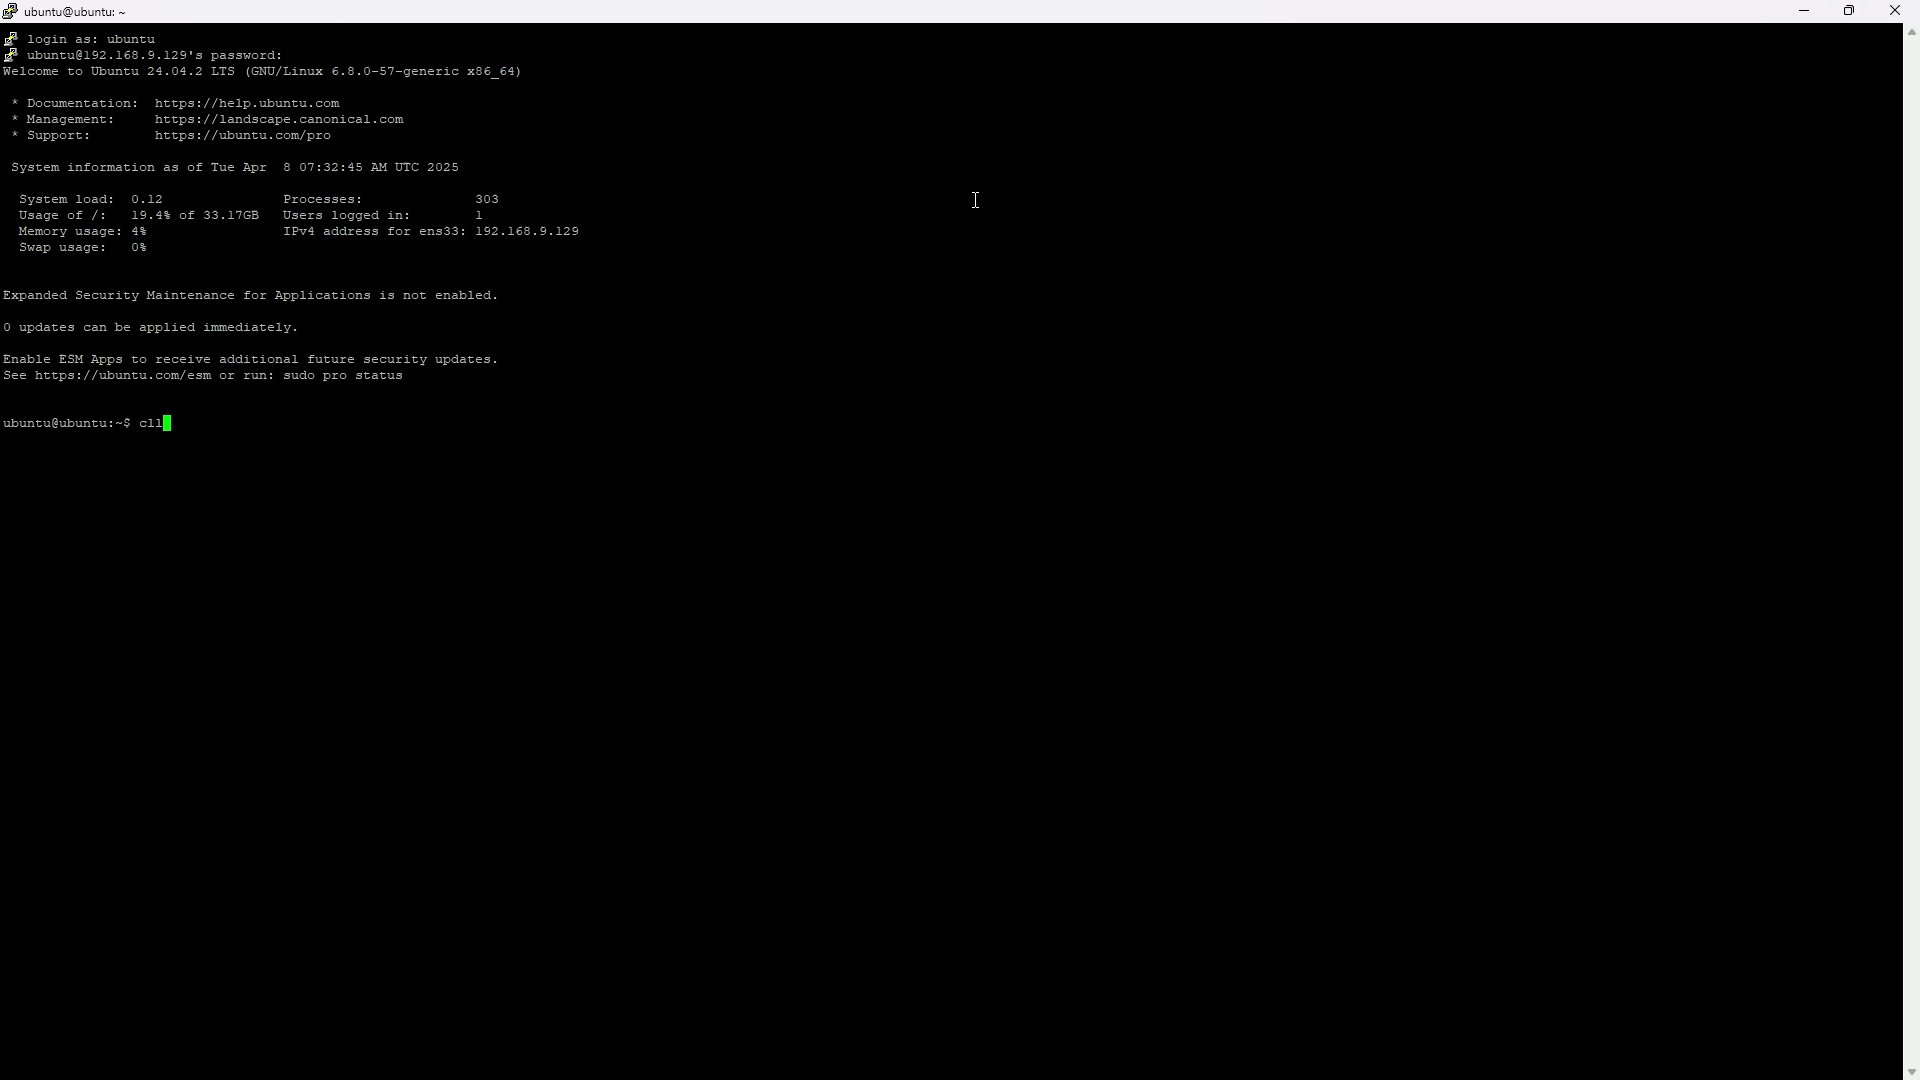 ubuntu@ubuntu: ~
login as: ubuntu
ubuntu@192.168.9.129's password:
Welcome to Ubuntu 24.04.2 LTS (GNU/Linux 6.8.0-57-generic x86_64)
* Documentation:  https://help.ubuntu.com
* Management:     https://landscape.canonical.com
* Support:        https://ubuntu.com/pro
System information as of Tue Apr  8 07:32:45 AM UTC 2025
System load:  0.12               Processes:              303
Usage of /:   19.4% of 33.17GB   Users logged in:        1
Memory usage: 4%                 IPv4 address for ens33: 192.168.9.129
Swap usage:   0%
Expanded Security Maintenance for Applications is not enabled.
0 updates can be applied immediately.
Enable ESM Apps to receive additional future security updates.
See https://ubuntu.com/esm or run: sudo pro status
ubuntu@ubuntu:~$ cll